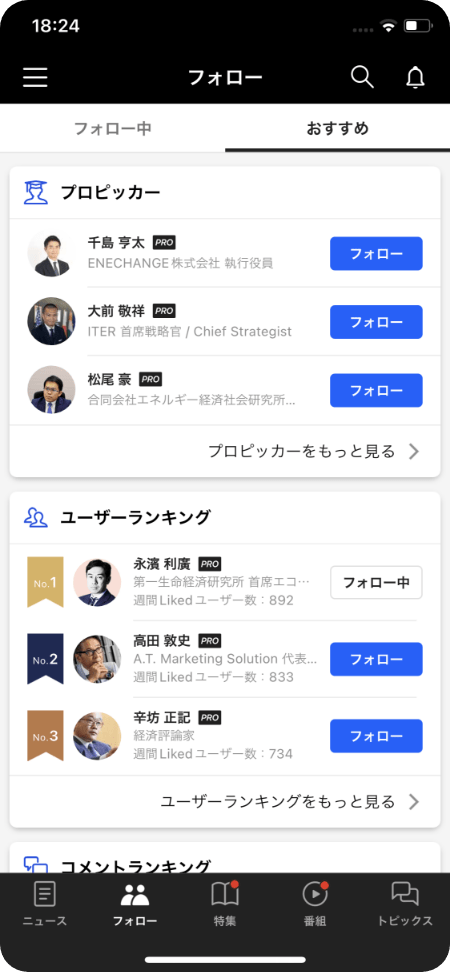 18:24
フォロー
フォロー中
おすすめ
プロピッカー
千島 亨太 PRO
ENECHANGE株式会社 執行役員
フォロー
大前 敬祥 PRO
ITER 首席戦略官 / Chief Strategist
フォロー
松尾 豪 PRO
合同会社エネルギー経済社会研究所...
フォロー
プロピッカーをもっと見る
ユーザーランキング
No.1
永濱 利廣 PRO
第一生命経済研究所 首席エコ…
週間Likedユーザー数：892
フォロー中
No.2
高田 敦史 PRO
A.T. Marketing Solution 代表...
週間Likedユーザー数：833
フォロー
No.3
辛坊 正記 PRO
経済評論家
週間Likedユーザー数：734
フォロー
ユーザーランキングをもっと見る
コメントランキング
ニュース
フォロー
特集
番組
トピックス